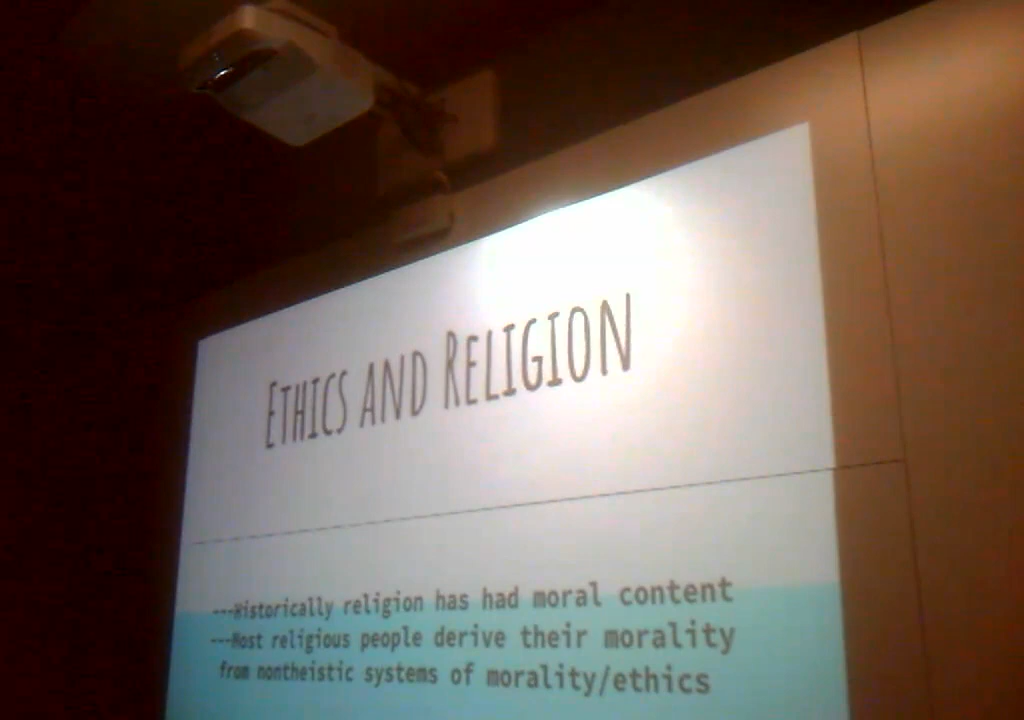 ETHICS AND RELIGION
---Historically religion has had moral content
---Most religious people derive their morality
from nontheistic systems of morality/ethics